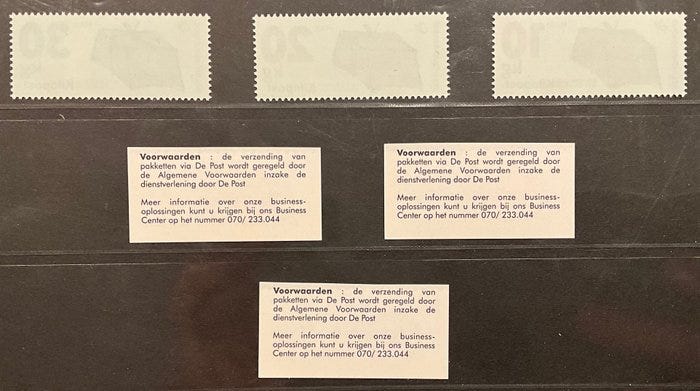 30
20
10
Voorwaarden : de verzending van
pakketten via De Post wordt geregeld door
de Algemene Voorwaarden inzake de
dienstverlening door De Post
Meer informatie over onze business-
oplossingen kunt u krijgen bij ons Business
Center op het nummer 070/ 233.044
Voorwaarden : de verzending van
pakketten via De Post wordt geregeld door
de Algemene Voorwaarden inzake de
dienstverlening door De Post
Meer informatie over onze business-
oplossingen kunt u krijgen bij ons Business
Center op het nummer 070/ 233.044
Voorwaarden : de verzending van
pakketten via De Post wordt geregeld door
de Algemene Voorwaarden inzake de
dienstverlening door De Post
Meer informatie over onze business-
oplossingen kunt u krijgen bij ons Business
Center op het nummer 070/ 233.044